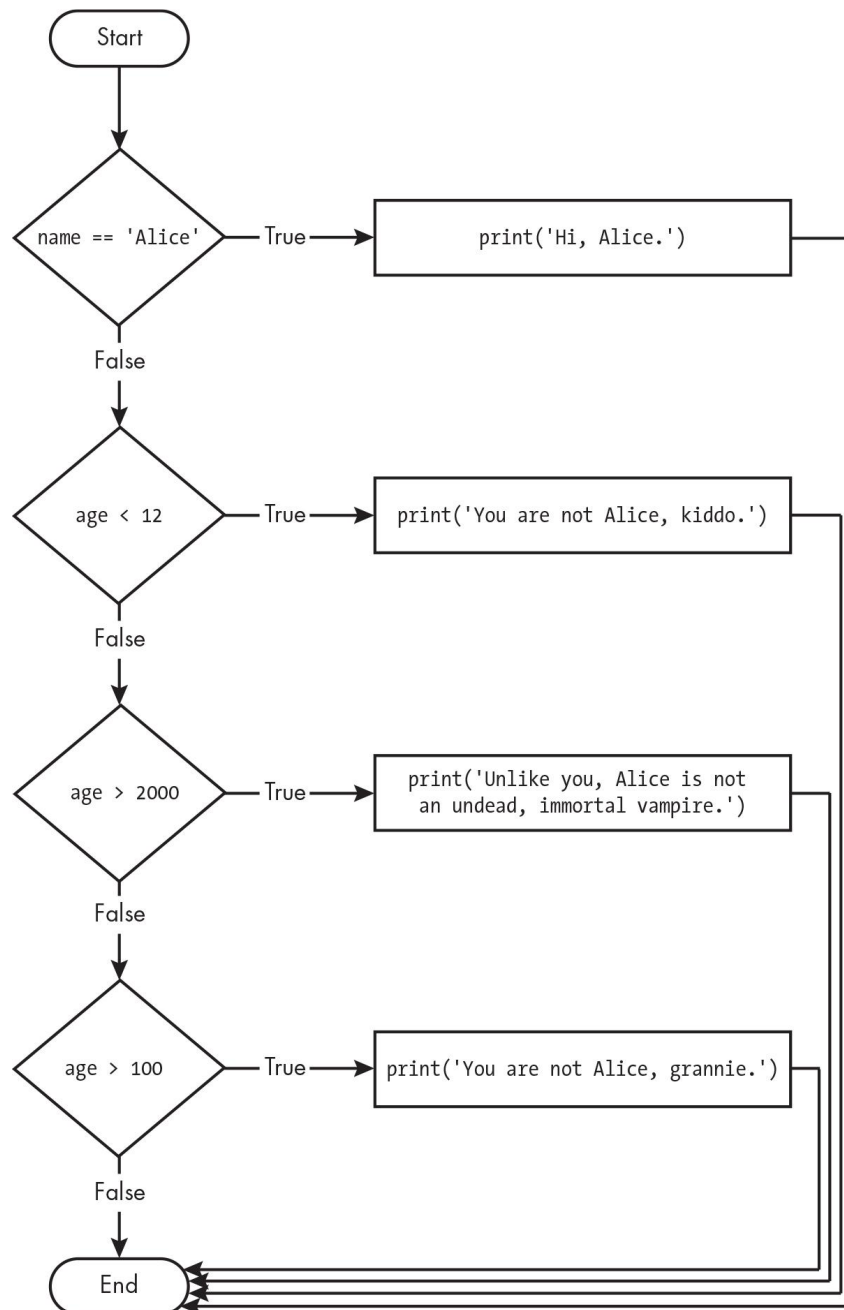 Start
name == 'Alice'
True
print('Hi, Alice.')
False
age < 12
True
print('You are not Alice, kiddo.')
False
age > 2000
True
print('Unlike you, Alice is not
an undead, immortal vampire.')
False
age > 100
True
print('You are not Alice, grannie.')
False
End